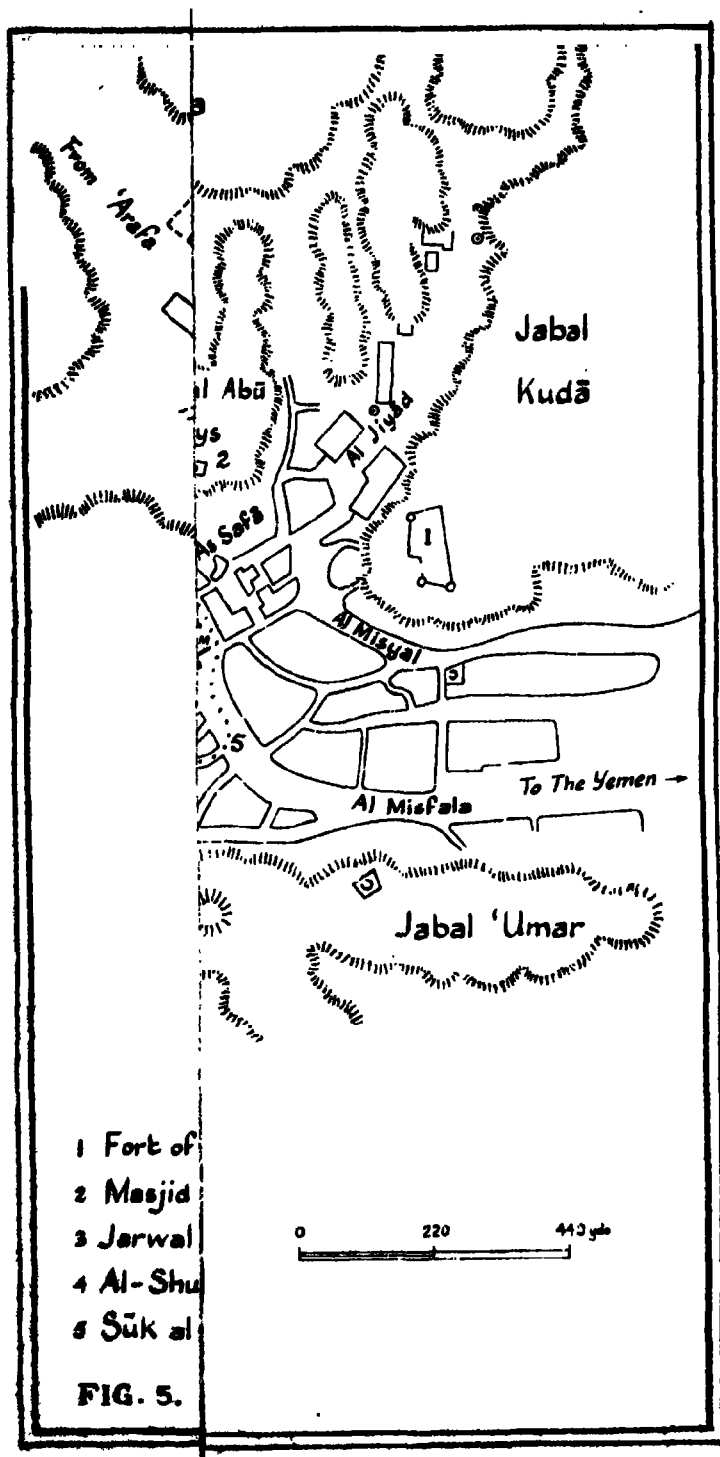 From 'Arafa
Jabal
Kudā
l Abū
ys
2
Al Jiyād
As Safā
1
Al Misyal
M
5
To The Yemen →
Al Misfala
Jabal 'Umar
1 Fort of
2 Masjid
3 Jarwal
4 Al-Shu
5 Sūk al
0 220 440 yds
FIG. 5.